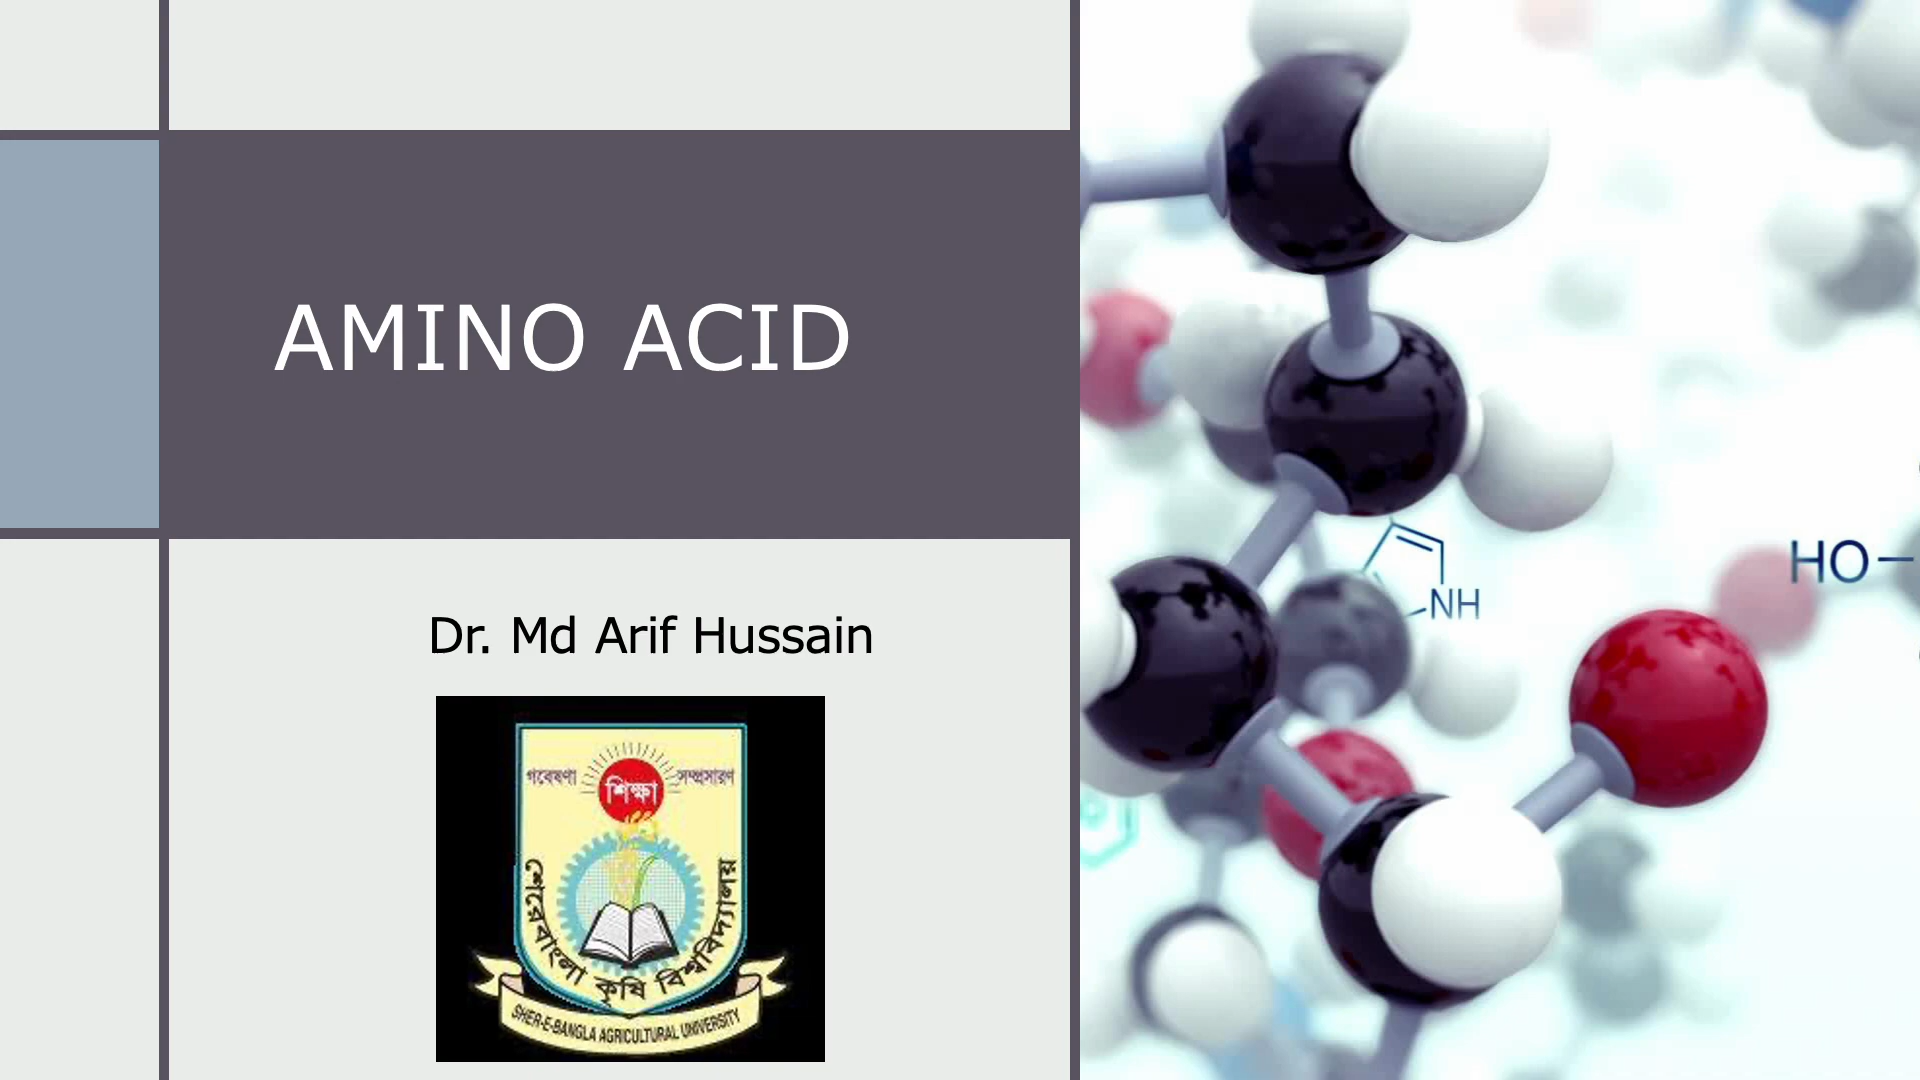 AMINO ACID
Dr. Md Arif Hussain
গবেষণা
শিক্ষা
সম্প্রসারণ
শেরেবাংলা কৃষি বিশ্ববিদ্যালয়
SHER-E-BANGLA AGRICULTURAL UNIVERSITY
NH
HO